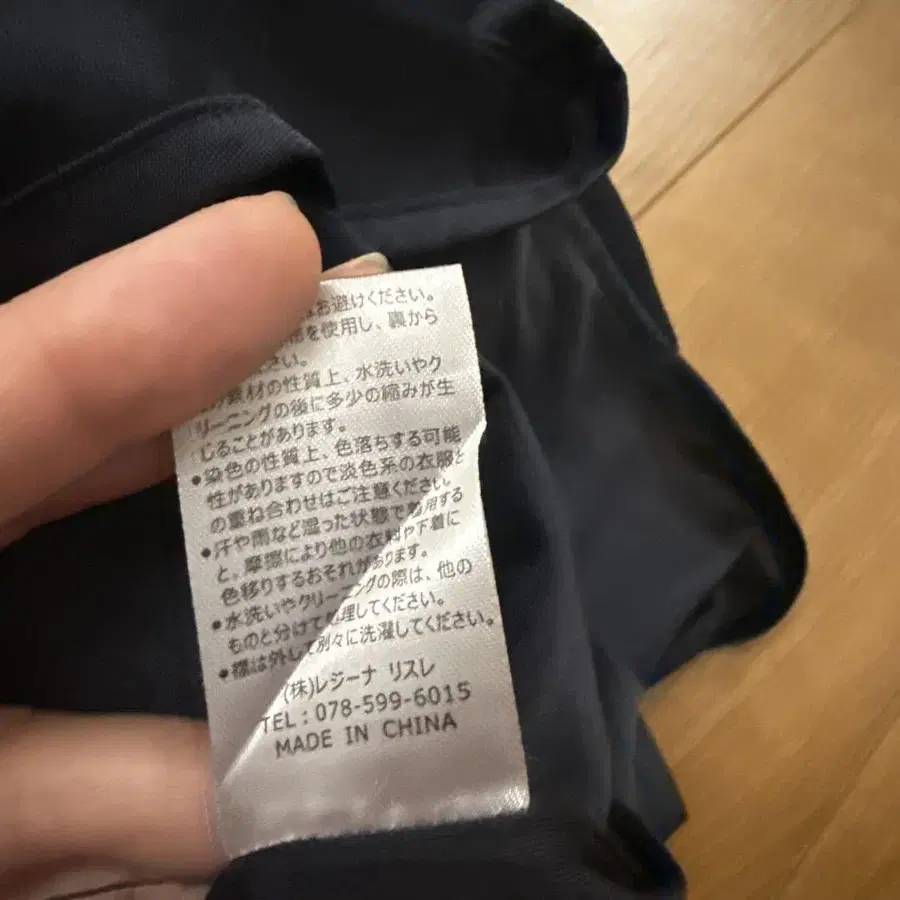 お避けください。
を使用し、裏から
さい。
素材の性質上、水洗いやク
リーニングの後に多少の縮みが生
じることがあります。
●染色の性質上、色落ちする可能
性がありますので淡色系の衣服と
の重ね合わせはご注意ください。
●汗や雨など湿った状態で着用する
と、摩擦により他の衣料や下着に
色移りするおそれがあります。
●水洗いやクリーニングの際は、他の
ものと分けて処理してください。
●襟は外して別々に洗濯してください。
(株)レジーナ リスレ
TEL：078-599-6015
MADE IN CHINA